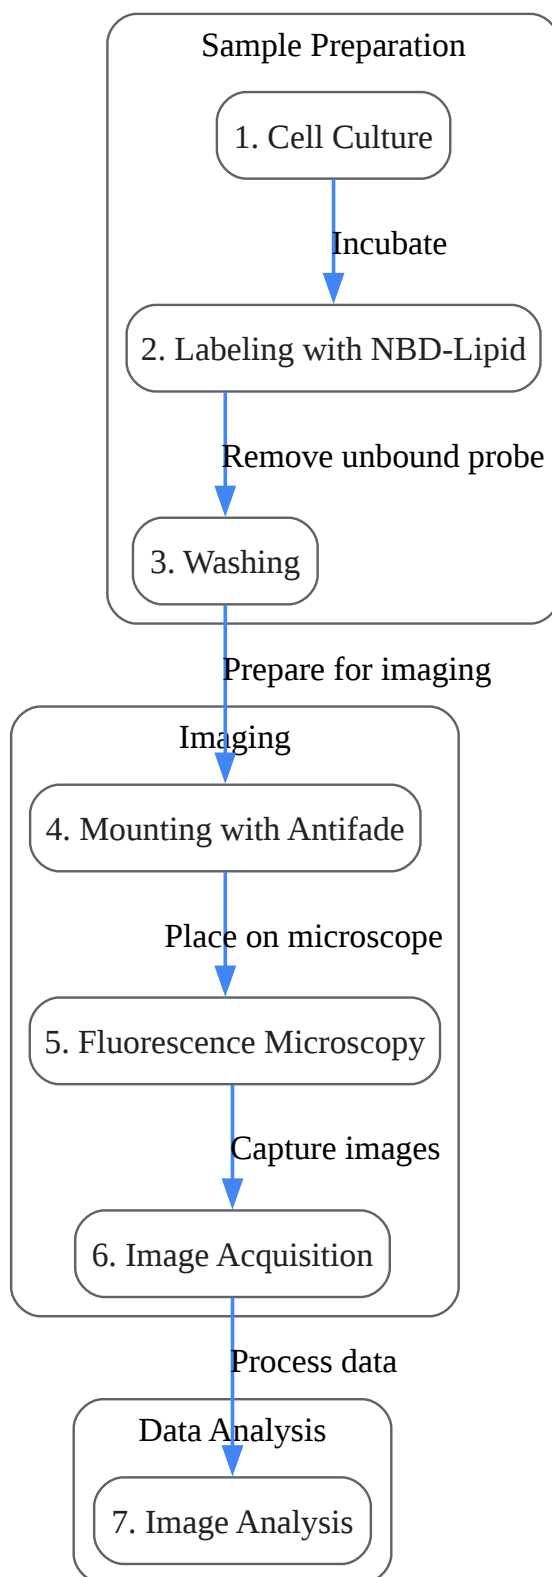 Sample Preparation
1. Cell Culture
Incubate
2. Labeling with NBD-Lipid
Remove unbound probe
3. Washing
Prepare for imaging
Imaging
4. Mounting with Antifade
Place on microscope
5. Fluorescence Microscopy
Capture images
6. Image Acquisition
Process data
Data Analysis
7. Image Analysis